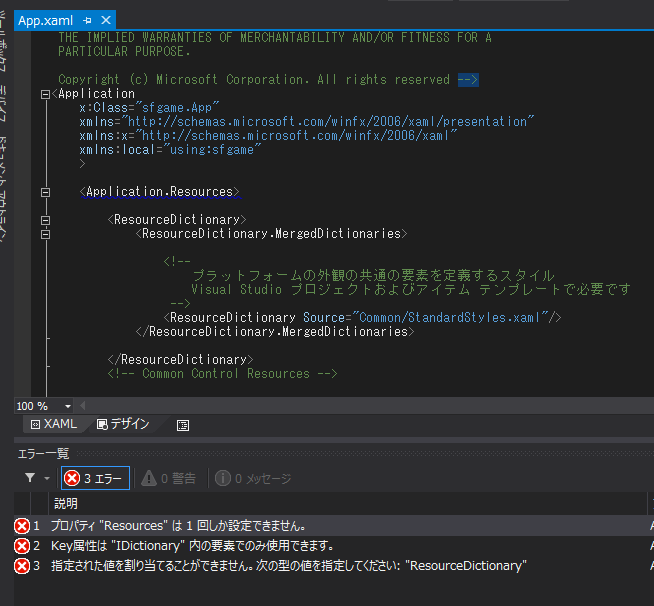 App.xaml
THE IMPLIED WARRANTIES OF MERCHANTABILITY AND/OR FITNESS FOR A
PARTICULAR PURPOSE.
Copyright (c) Microsoft Corporation. All rights reserved -->
<Application
x:Class="sfgame.App"
xmlns="http://schemas.microsoft.com/winfx/2006/xaml/presentation"
xmlns:x="http://schemas.microsoft.com/winfx/2006/xaml"
xmlns:local="using:sfgame"
>
<Application.Resources>
<ResourceDictionary>
<ResourceDictionary.MergedDictionaries>
<!--
プラットフォームの外観の共通の要素を定義するスタイル
Visual Studio プロジェクトおよびアイテム テンプレートで必要です
-->
<ResourceDictionary Source="Common/StandardStyles.xaml"/>
</ResourceDictionary.MergedDictionaries>
</ResourceDictionary>
<!-- Common Control Resources -->
100 %
XAML デザイン
エラー一覧
3 エラー 0 警告 0 メッセージ
説明
1 プロパティ "Resources" は 1 回しか設定できません。
2 Key属性は "IDictionary" 内の要素でのみ使用できます。
3 指定された値を割り当てることができません。次の型の値を指定してください: "ResourceDictionary"